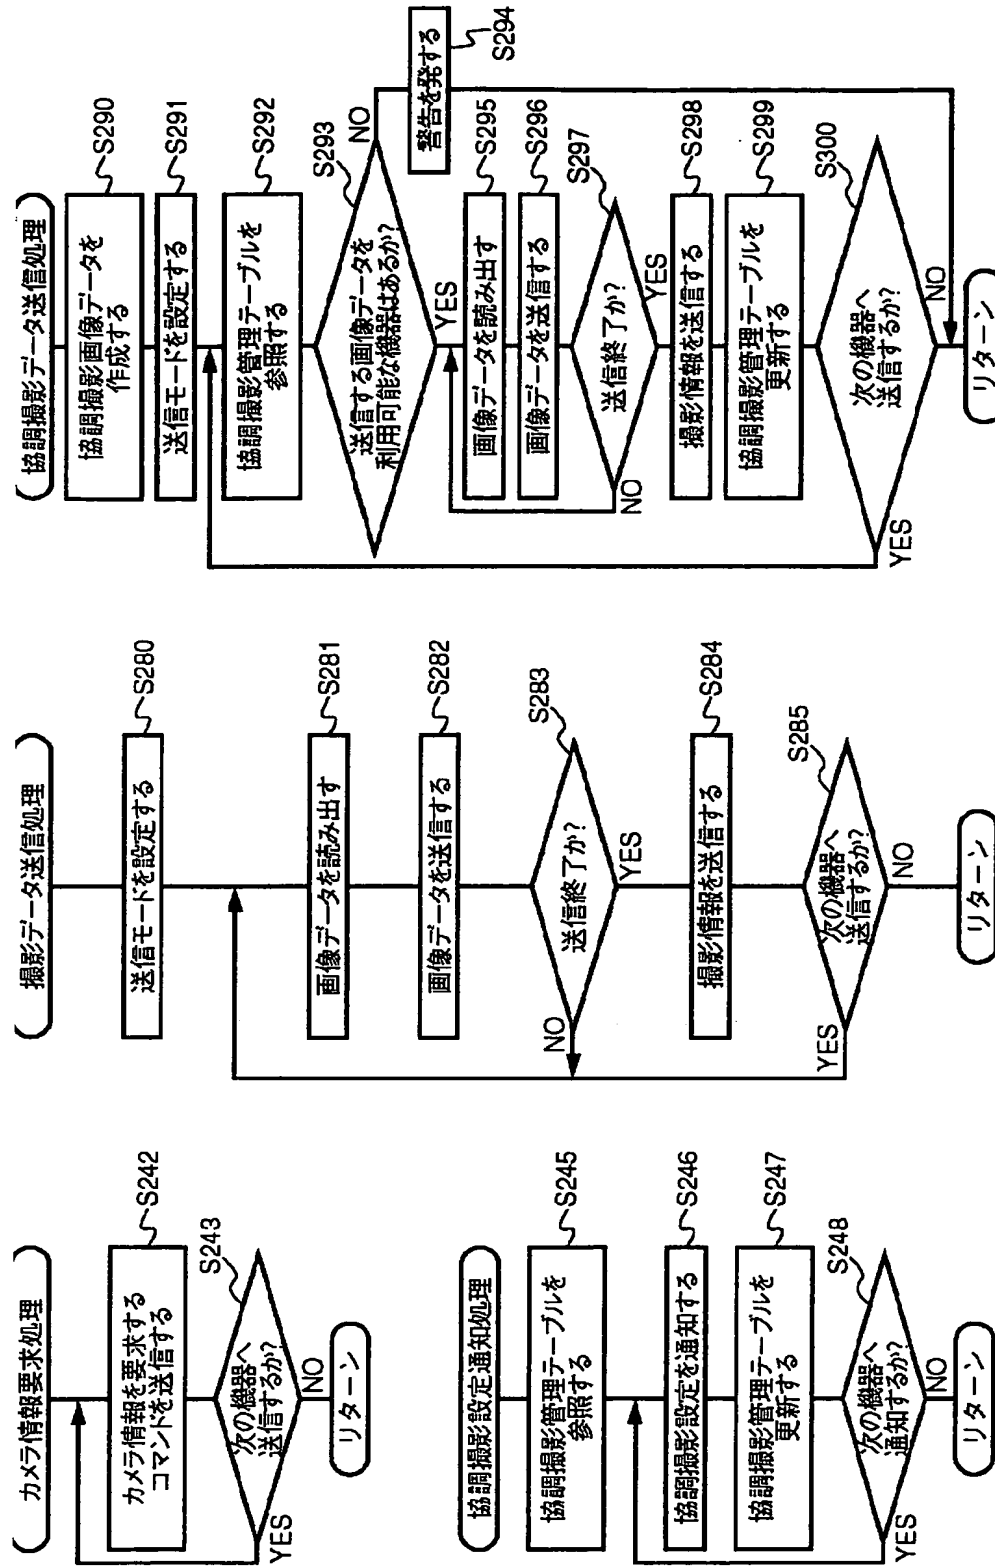 カメラ情報要求処理
カメラ情報を要求する
コマンドを送信する
S242
次の機器へ
送信するか?
S243
YES
NO
リターン
協調撮影設定通知処理
協調撮影管理テーブルを
参照する
S245
協調撮影設定を通知する
S246
協調撮影管理テーブルを
更新する
S247
次の機器へ
通知するか?
S248
YES
NO
リターン
撮影データ送信処理
送信モードを設定する
S280
画像データを読み出す
S281
画像データを送信する
S282
送信終了か?
S283
NO
YES
撮影情報を送信する
S284
次の機器へ
送信するか?
S285
YES
NO
リターン
協調撮影データ送信処理
協調撮影画像データを
作成する
S290
送信モードを設定する
S291
協調撮影管理テーブルを
参照する
S292
送信する画像データを
利用可能な機器はあるか?
S293
NO
警告を発する
S294
YES
画像データを読み出す
S295
画像データを送信する
S296
送信終了か?
S297
NO
YES
撮影情報を送信する
S298
協調撮影管理テーブルを
更新する
S299
次の機器へ
送信するか?
S300
YES
NO
リターン